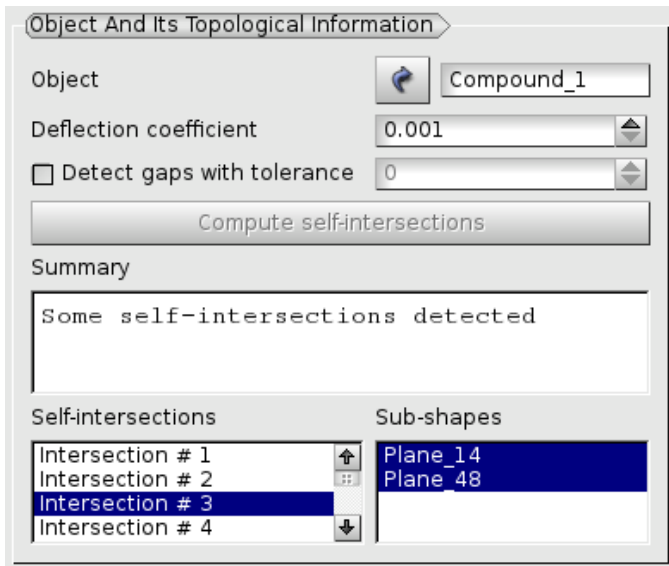 Object And Its Topological Information
Object
Compound_1
Deflection coefficient
0.001
Detect gaps with tolerance
0
Compute self-intersections
Summary
Some self-intersections detected
Self-intersections
Sub-shapes
Intersection # 1
Intersection # 2
Intersection # 3
Intersection # 4
Plane_14
Plane_48